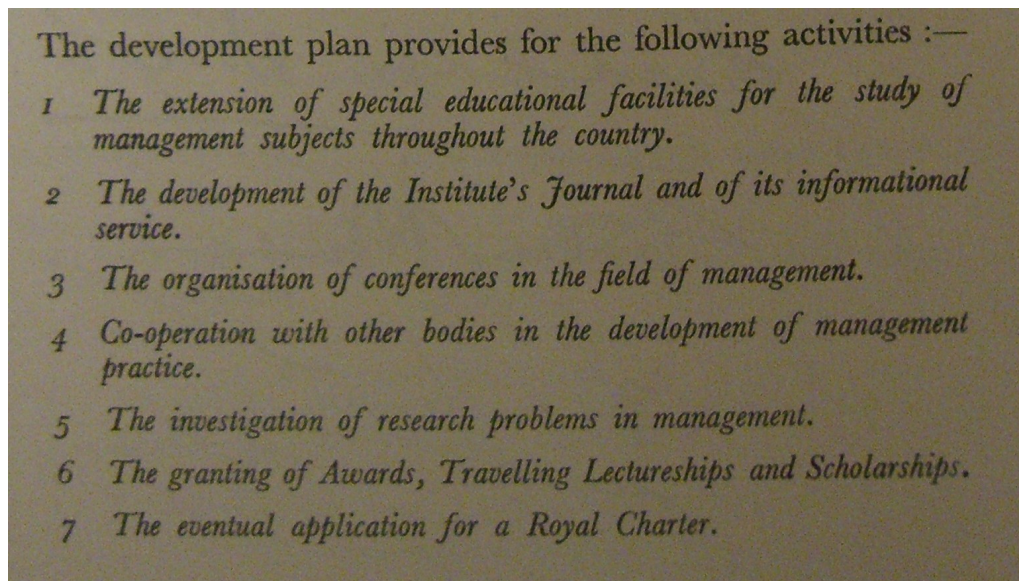 The development plan provides for the following activities :—
1 The extension of special educational facilities for the study of
management subjects throughout the country.
2 The development of the Institute's Journal and of its informational
service.
3 The organisation of conferences in the field of management.
4 Co-operation with other bodies in the development of management
practice.
5 The investigation of research problems in management.
6 The granting of Awards, Travelling Lectureships and Scholarships.
7 The eventual application for a Royal Charter.